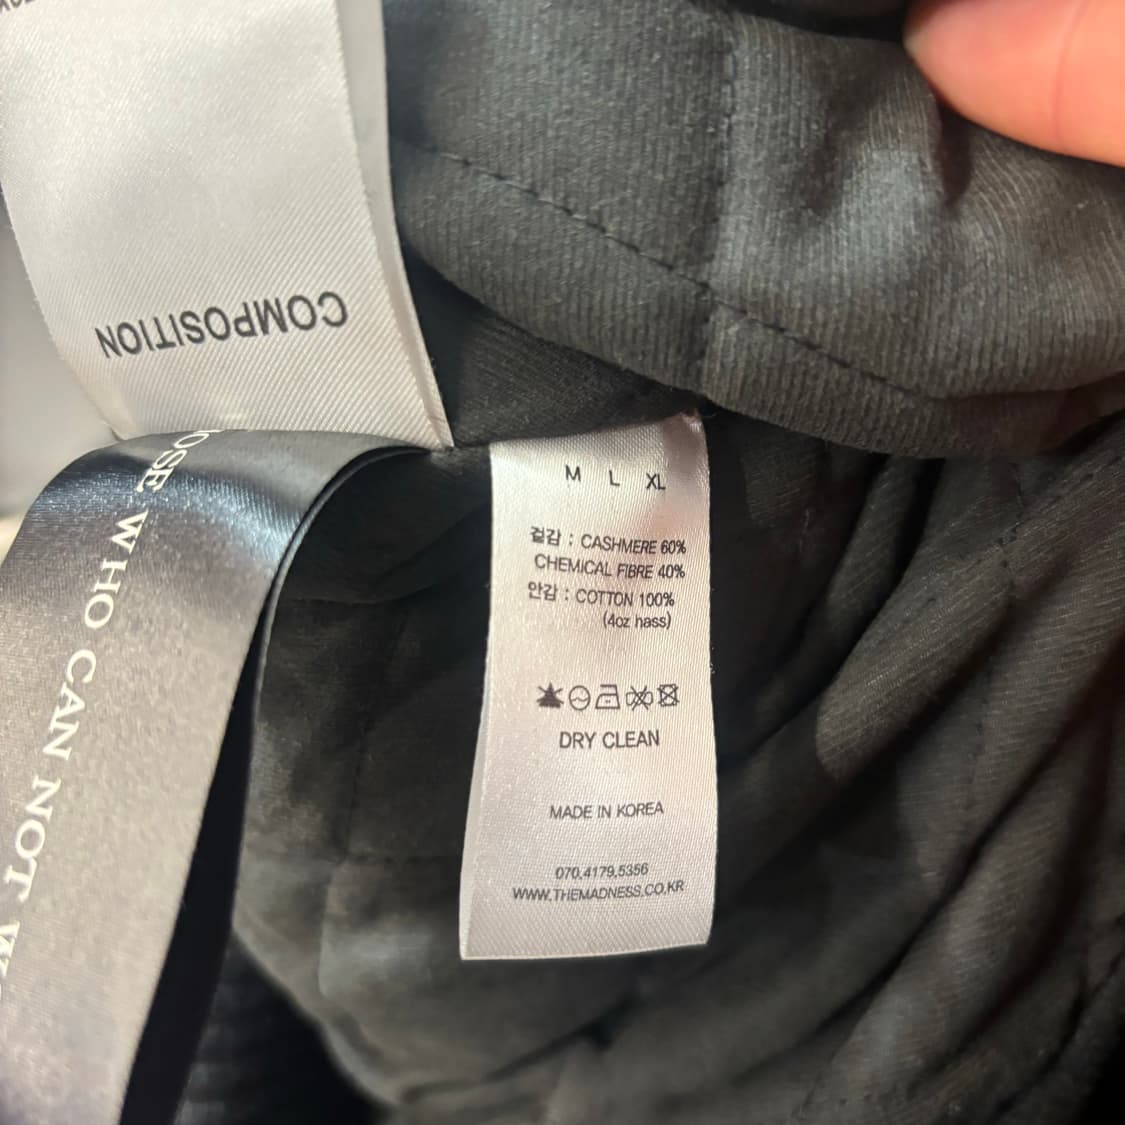 COMPOSITION
OSE WHO CAN NOT
M L XL
겉감 : CASHMERE 60%
CHEMICAL FIBRE 40%
안감 : COTTON 100%
(4oz hass)
DRY CLEAN
MADE IN KOREA
070.4179.5356
WWW.THEMADNESS.CO.KR